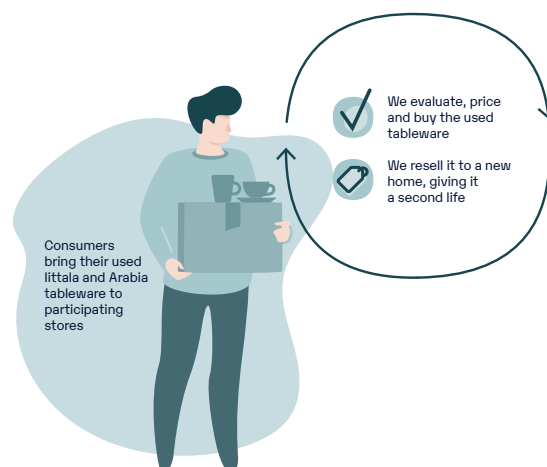 We evaluate, price
and buy the used
tableware
We resell it to a new
home, giving it
a second life
Consumers
bring their used
Iittala and Arabia
tableware to
participating
stores